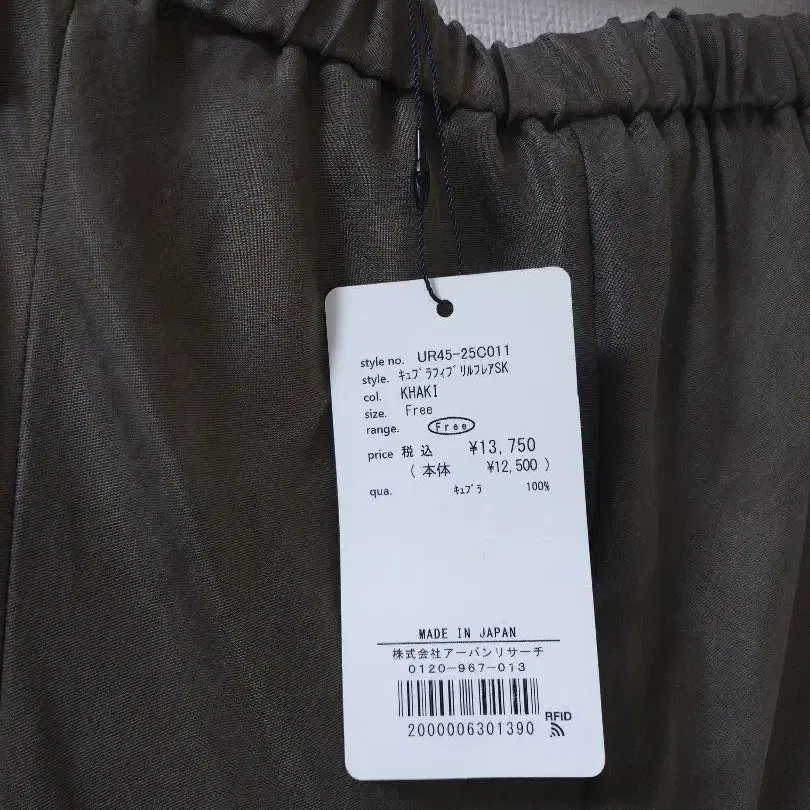 style no. UR45-25C011
style. ｷｭﾌﾟﾗﾌｨﾌﾞﾘﾙﾌﾚｱSK
col. KHAKI
size. Free
range. Free
price 税込 ¥13,750
(本体 ¥12,500)
qua. ｷｭﾌﾟﾗ 100%
MADE IN JAPAN
株式会社アーバンリサーチ
0120-967-013
RFID
2000006301390